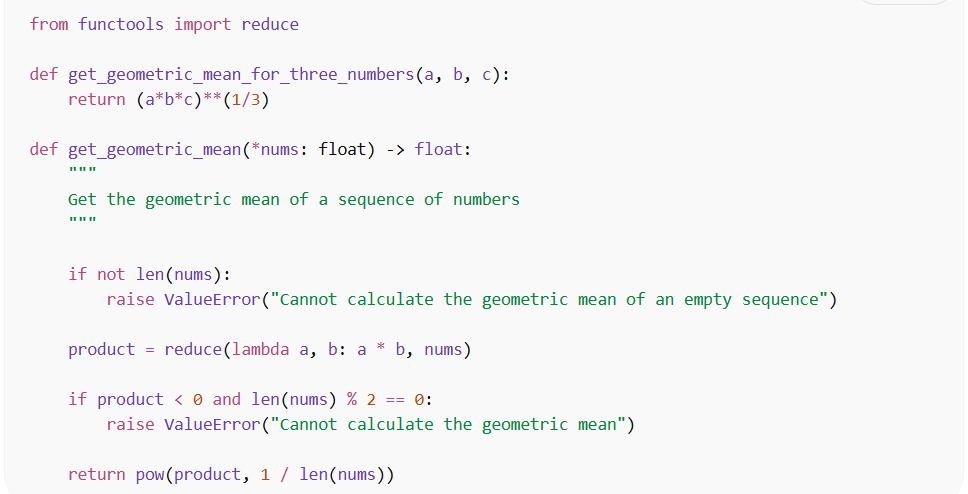 from functools import reduce
def get_geometric_mean_for_three_numbers(a, b, c):
    return (a*b*c)**(1/3)
def get_geometric_mean(*nums: float) -> float:
    """
    Get the geometric mean of a sequence of numbers
    """
    if not len(nums):
        raise ValueError("Cannot calculate the geometric mean of an empty sequence")
    product = reduce(lambda a, b: a * b, nums)
    if product < 0 and len(nums) % 2 == 0:
        raise ValueError("Cannot calculate the geometric mean")
    return pow(product, 1 / len(nums))